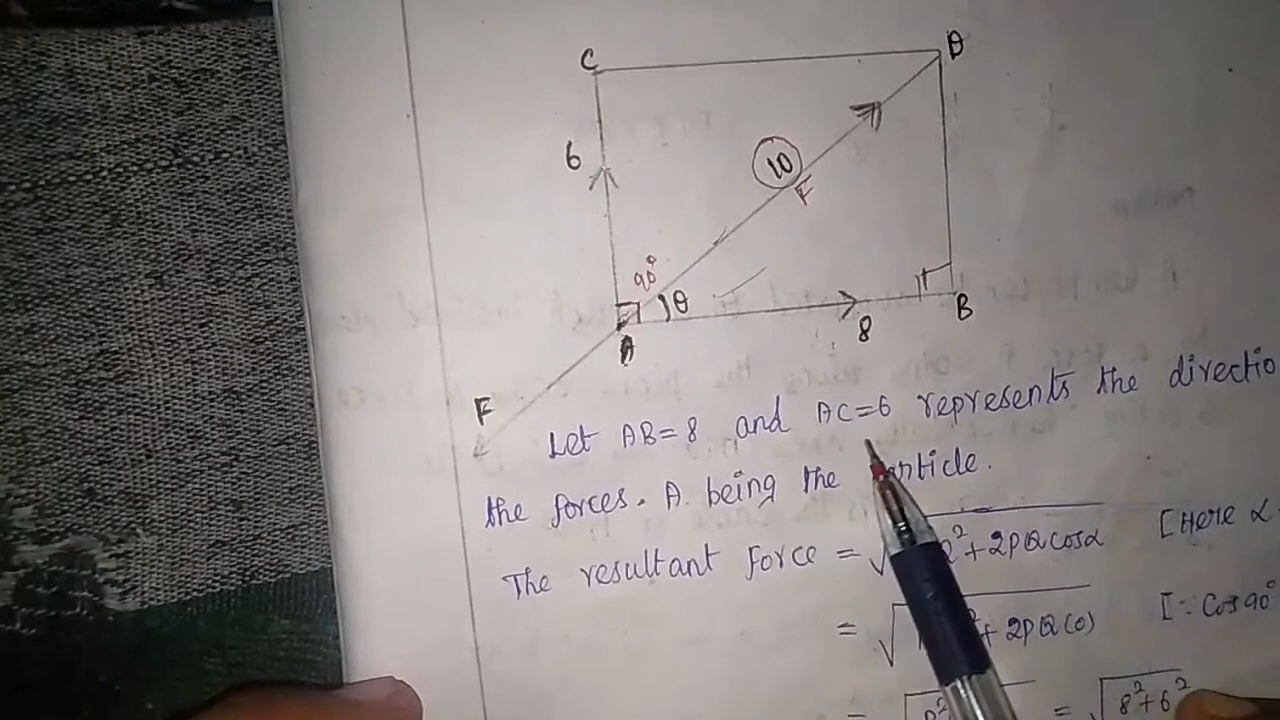 C
D
6
10
F
90°
θ
A
8
B
F
Let AB=8 and AC=6 represents the directio
the forces. A being the
The resultant force = √ ²+2PQcosα [Here α
= √ + 2PQ(0) [∵ Cos90°
= = √8²+6²